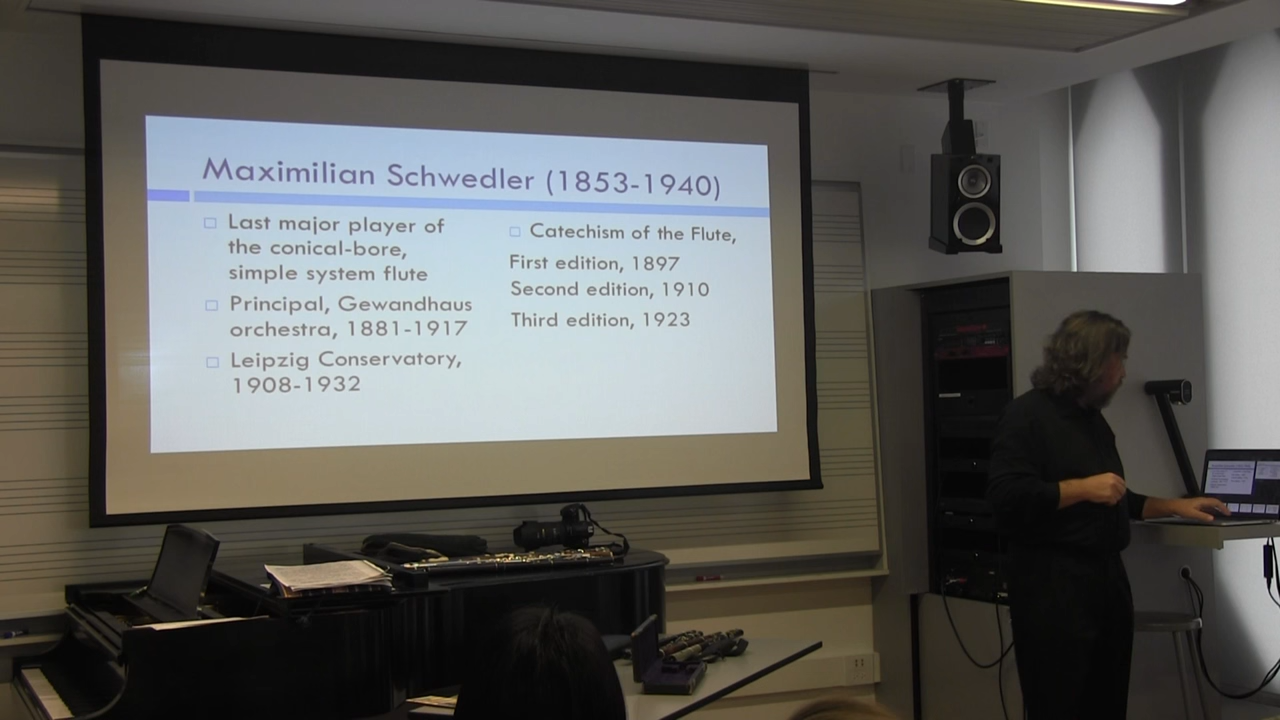 Maximilian Schwedler (1853-1940)
Last major player of
the conical-bore,
simple system flute
Principal, Gewandhaus
orchestra, 1881-1917
Leipzig Conservatory,
1908-1932
Catechism of the Flute,
First edition, 1897
Second edition, 1910
Third edition, 1923